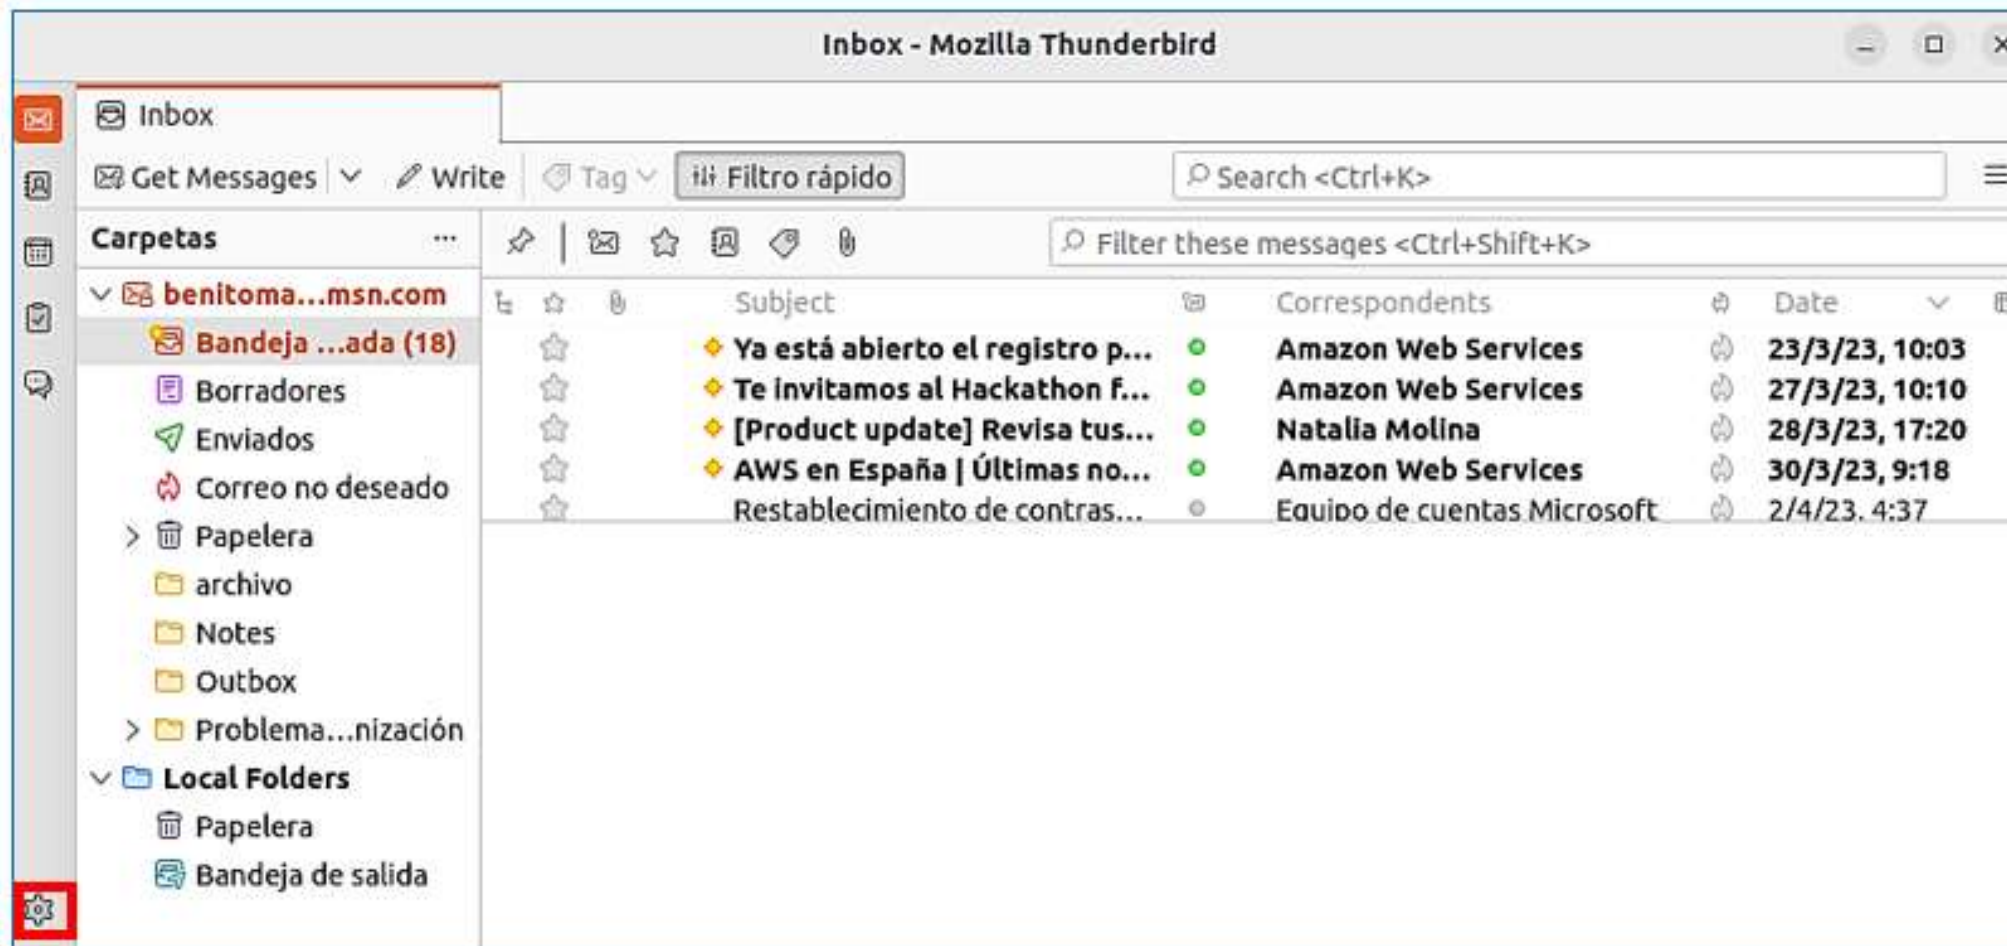 Inbox - Mozilla Thunderbird
Inbox
Get Messages Write Tag Filtro rápido Search <Ctrl+K>
Carpetas ... Filter these messages <Ctrl+Shift+K>
benitoma...msn.com
Bandeja ...ada (18)
Borradores
Enviados
Correo no deseado
Papelera
archivo
Notes
Outbox
Problema...nización
Local Folders
Papelera
Bandeja de salida
Subject Correspondents Date
Ya está abierto el registro p... Amazon Web Services 23/3/23, 10:03
Te invitamos al Hackathon f... Amazon Web Services 27/3/23, 10:10
[Product update] Revisa tus... Natalia Molina 28/3/23, 17:20
AWS en España | Últimas no... Amazon Web Services 30/3/23, 9:18
Restablecimiento de contras... Equipo de cuentas Microsoft 2/4/23, 4:37